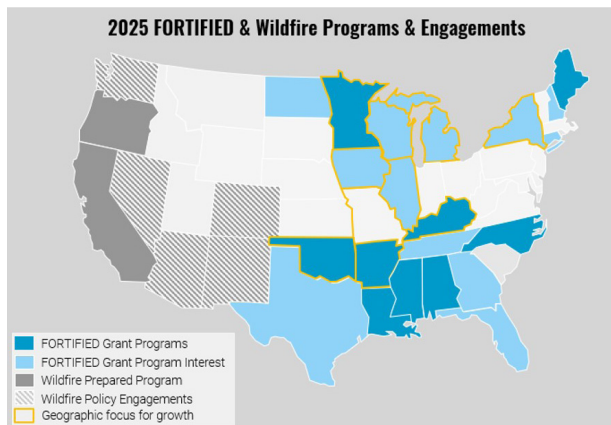 2025 FORTIFIED & Wildfire Programs & Engagements
FORTIFIED Grant Programs
FORTIFIED Grant Program Interest
Wildfire Prepared Program
Wildfire Policy Engagements
Geographic focus for growth